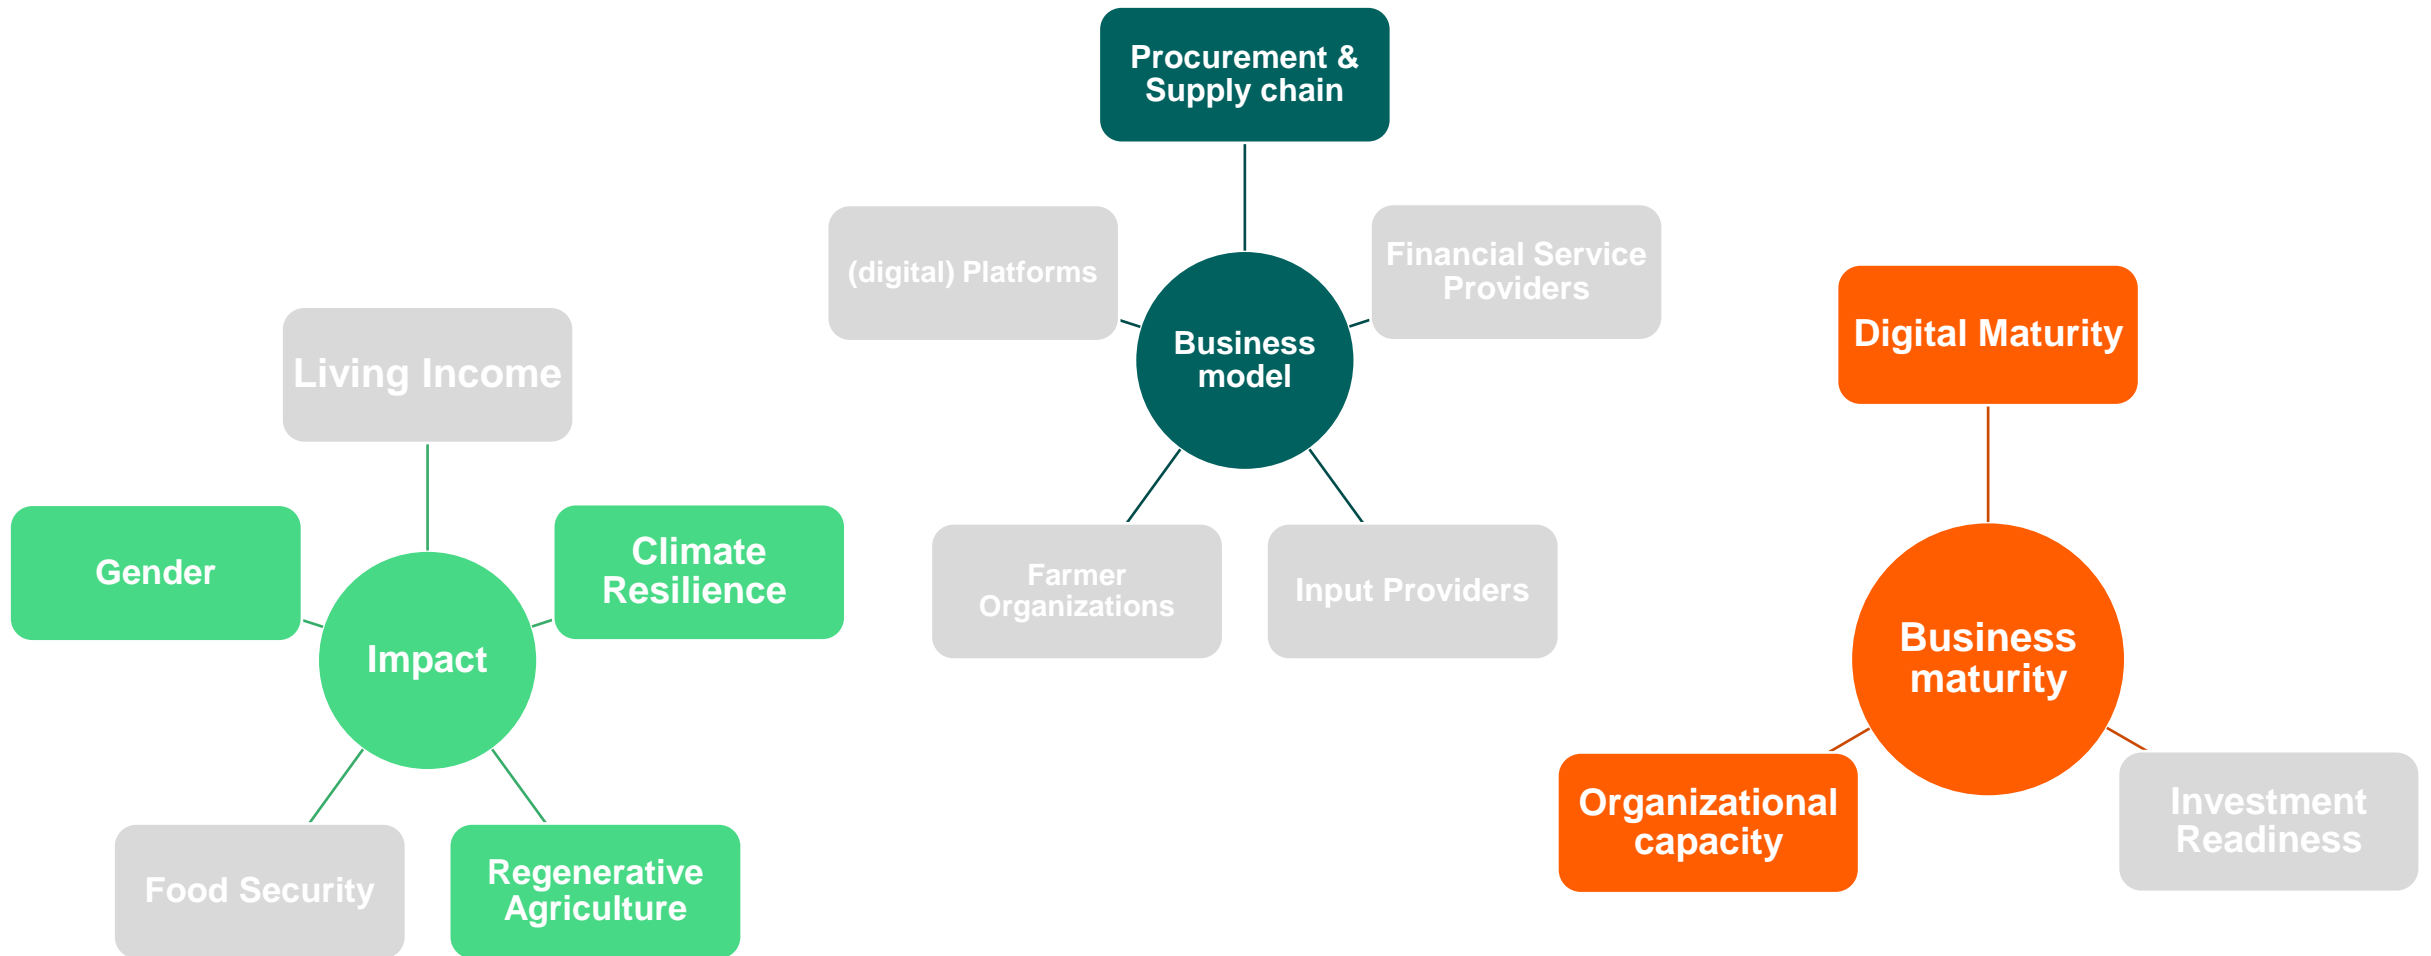 Procurement &
Supply chain
(digital) Platforms
Financial Service
Providers
Business
model
Farmer
Organizations
Input Providers
Living Income
Gender
Climate
Resilience
Impact
Food Security
Regenerative
Agriculture
Digital Maturity
Business
maturity
Organizational
capacity
Investment
Readiness